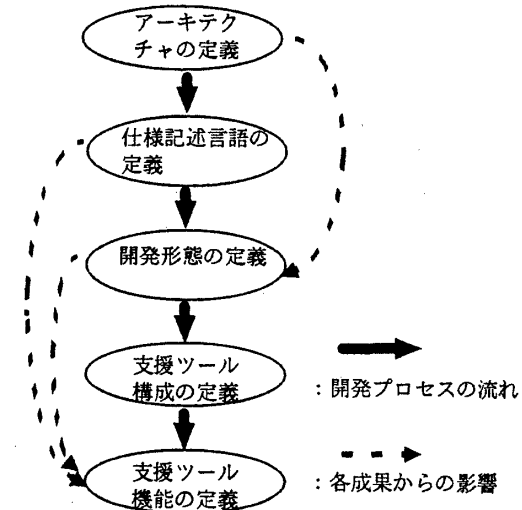 アーキテク
チャの定義
仕様記述言語の
定義
開発形態の定義
支援ツール
構成の定義
：開発プロセスの流れ
支援ツール
機能の定義
：各成果からの影響